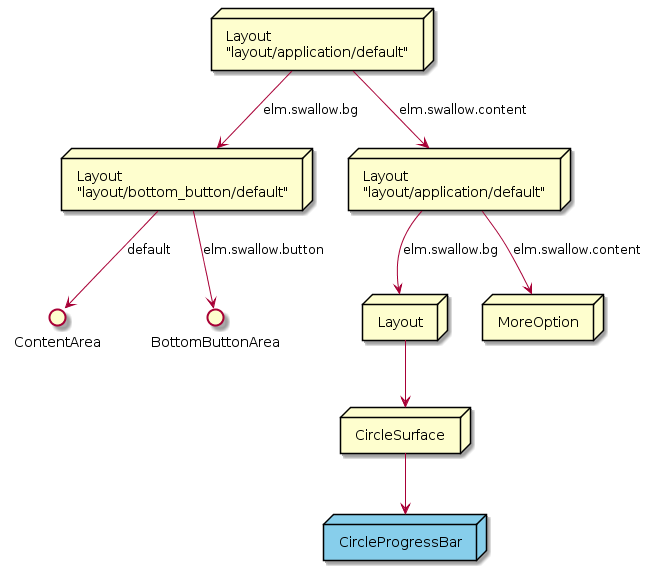 Layout
"layout/application/default"
elm.swallow.bg
elm.swallow.content
Layout
"layout/bottom_button/default"
Layout
"layout/application/default"
default
elm.swallow.button
elm.swallow.bg
elm.swallow.content
ContentArea
BottomButtonArea
Layout
MoreOption
CircleSurface
CircleProgressBar